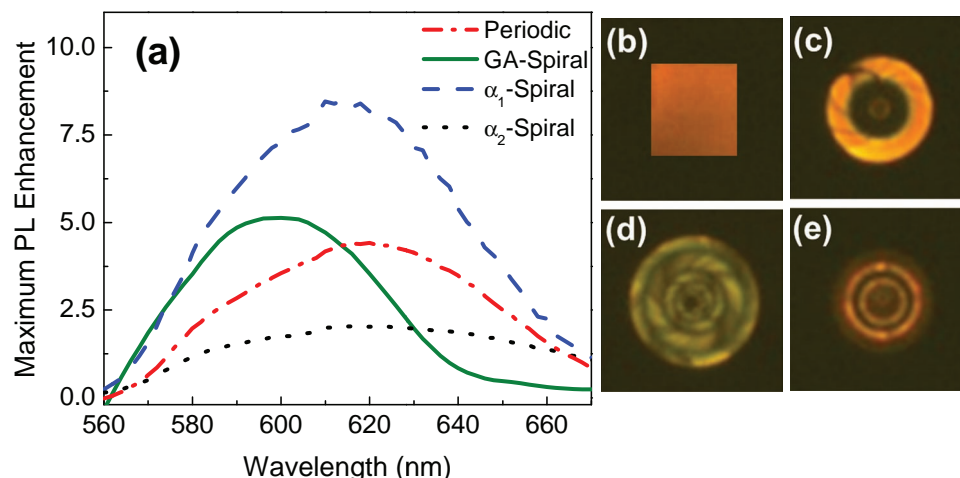 (a)
Periodic
GA-Spiral
α₁-Spiral
α₂-Spiral
10.0
7.5
5.0
2.5
0.0
560 580 600 620 640 660
Wavelength (nm)
Maximum PL Enhancement
(b)
(c)
(d)
(e)